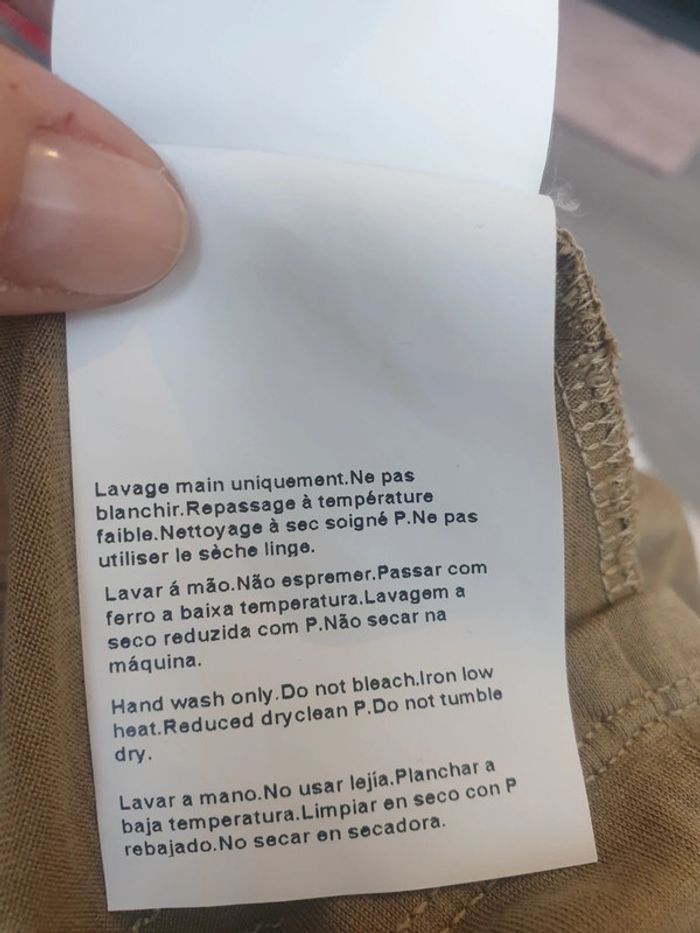 Lavage main uniquement.Ne pas
blanchir.Repassage à température
faible.Nettoyage à sec soigné P.Ne pas
utiliser le sèche linge.
Lavar á mão.Não espremer.Passar com
ferro a baixa temperatura.Lavagem a
seco reduzida com P.Não secar na
máquina.
Hand wash only.Do not bleach.Iron low
heat.Reduced dryclean P.Do not tumble
dry.
Lavar a mano.No usar lejía.Planchar a
baja temperatura.Limpiar en seco con P
rebajado.No secar en secadora.